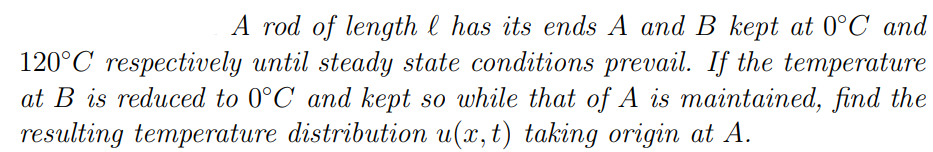 A rod of length ℓ has its ends A and B kept at 0°C and
120°C respectively until steady state conditions prevail. If the temperature
at B is reduced to 0°C and kept so while that of A is maintained, find the
resulting temperature distribution u(x, t) taking origin at A.